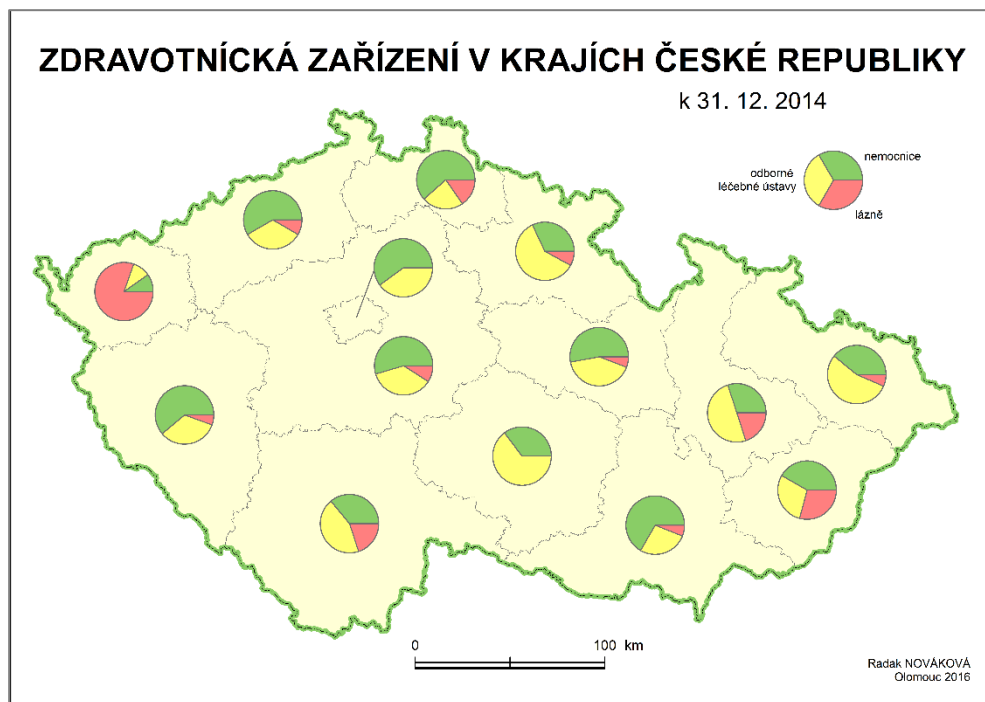 ZDRAVOTNÍCKÁ ZAŘÍZENÍ V KRAJÍCH ČESKÉ REPUBLIKY
k 31. 12. 2014
nemocnice
odborné
léčebné ústavy
lázně
0 100 km
Radak NOVÁKOVÁ
Olomouc 2016